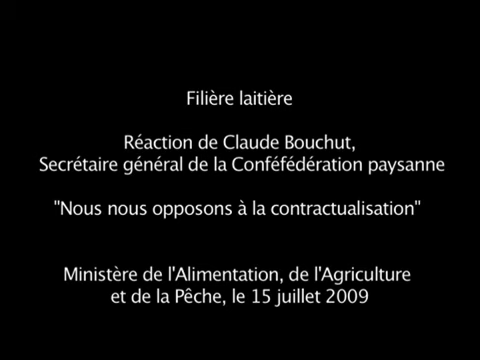 Filière laitière
Réaction de Claude Bouchut,
Secrétaire général de la Conféfédération paysanne
"Nous nous opposons à la contractualisation"
Ministère de l'Alimentation, de l'Agriculture
et de la Pêche, le 15 juillet 2009